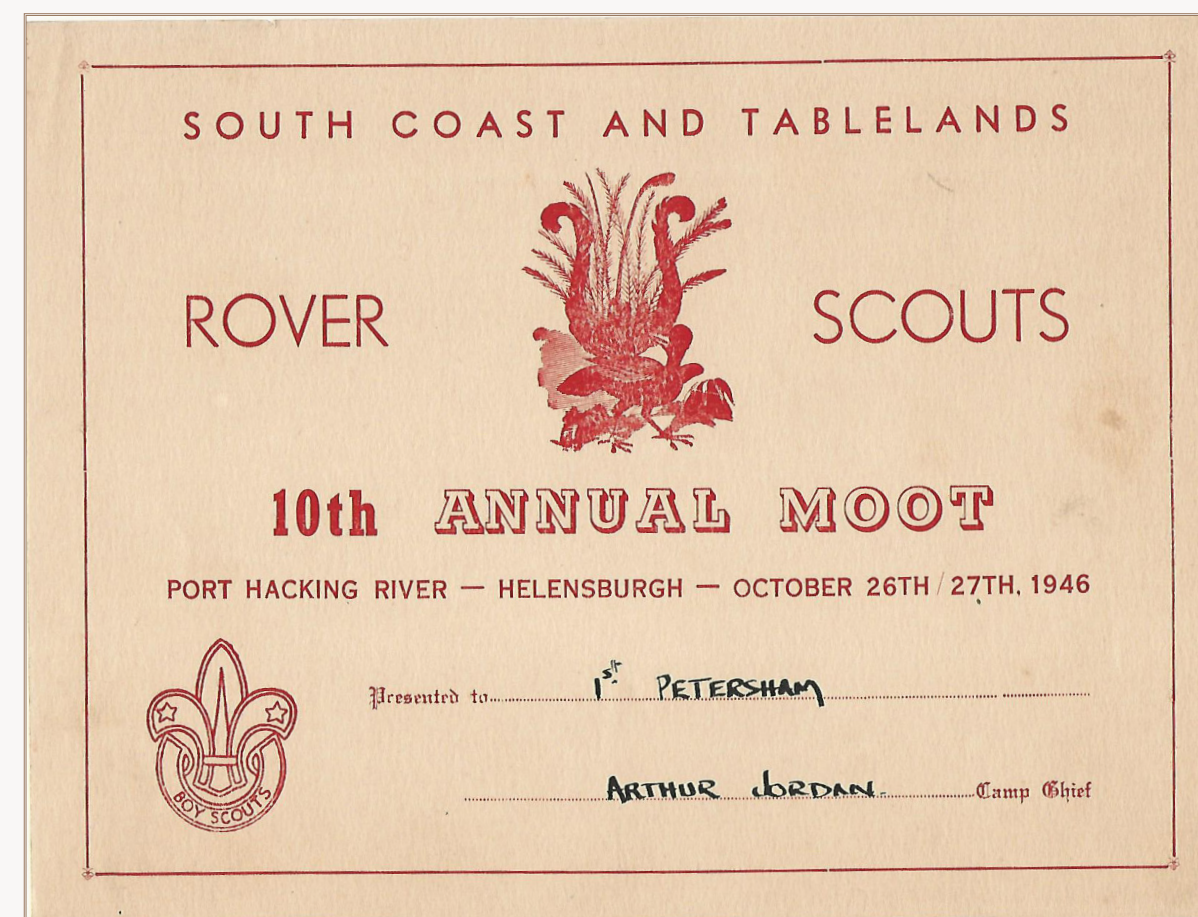 SOUTH COAST AND TABLELANDS
ROVER SCOUTS
10th ANNUAL MOOT
PORT HACKING RIVER — HELENSBURGH — OCTOBER 26TH / 27TH, 1946
Presented to 1st PETERSHAM
ARTHUR JORDAN Camp Chief
BOY SCOUTS